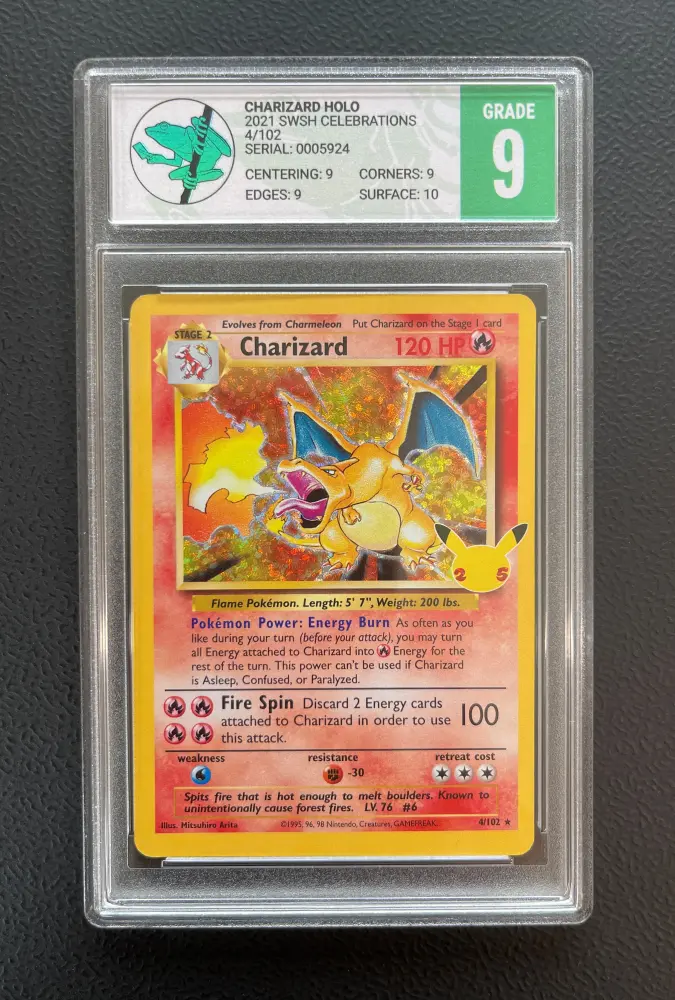 CHARIZARD HOLO
2021 SWSH CELEBRATIONS
4/102
SERIAL: 0005924
CENTERING: 9 CORNERS: 9
EDGES: 9 SURFACE: 10
GRADE
9
Evolves from Charmeleon Put Charizard on the Stage 1 card
STAGE 2
Charizard 120 HP
25
Flame Pokémon. Length: 5' 7", Weight: 200 lbs.
Pokémon Power: Energy Burn As often as you
like during your turn (before your attack), you may turn
all Energy attached to Charizard into Energy for the
rest of the turn. This power can't be used if Charizard
is Asleep, Confused, or Paralyzed.
Fire Spin Discard 2 Energy cards
attached to Charizard in order to use 100
this attack.
weakness resistance retreat cost
-30
Spits fire that is hot enough to melt boulders. Known to
unintentionally cause forest fires. LV. 76 #6
Illus. Mitsuhiro Arita ©1995, 96, 98 Nintendo, Creatures, GAMEFREAK. 4/102 ★